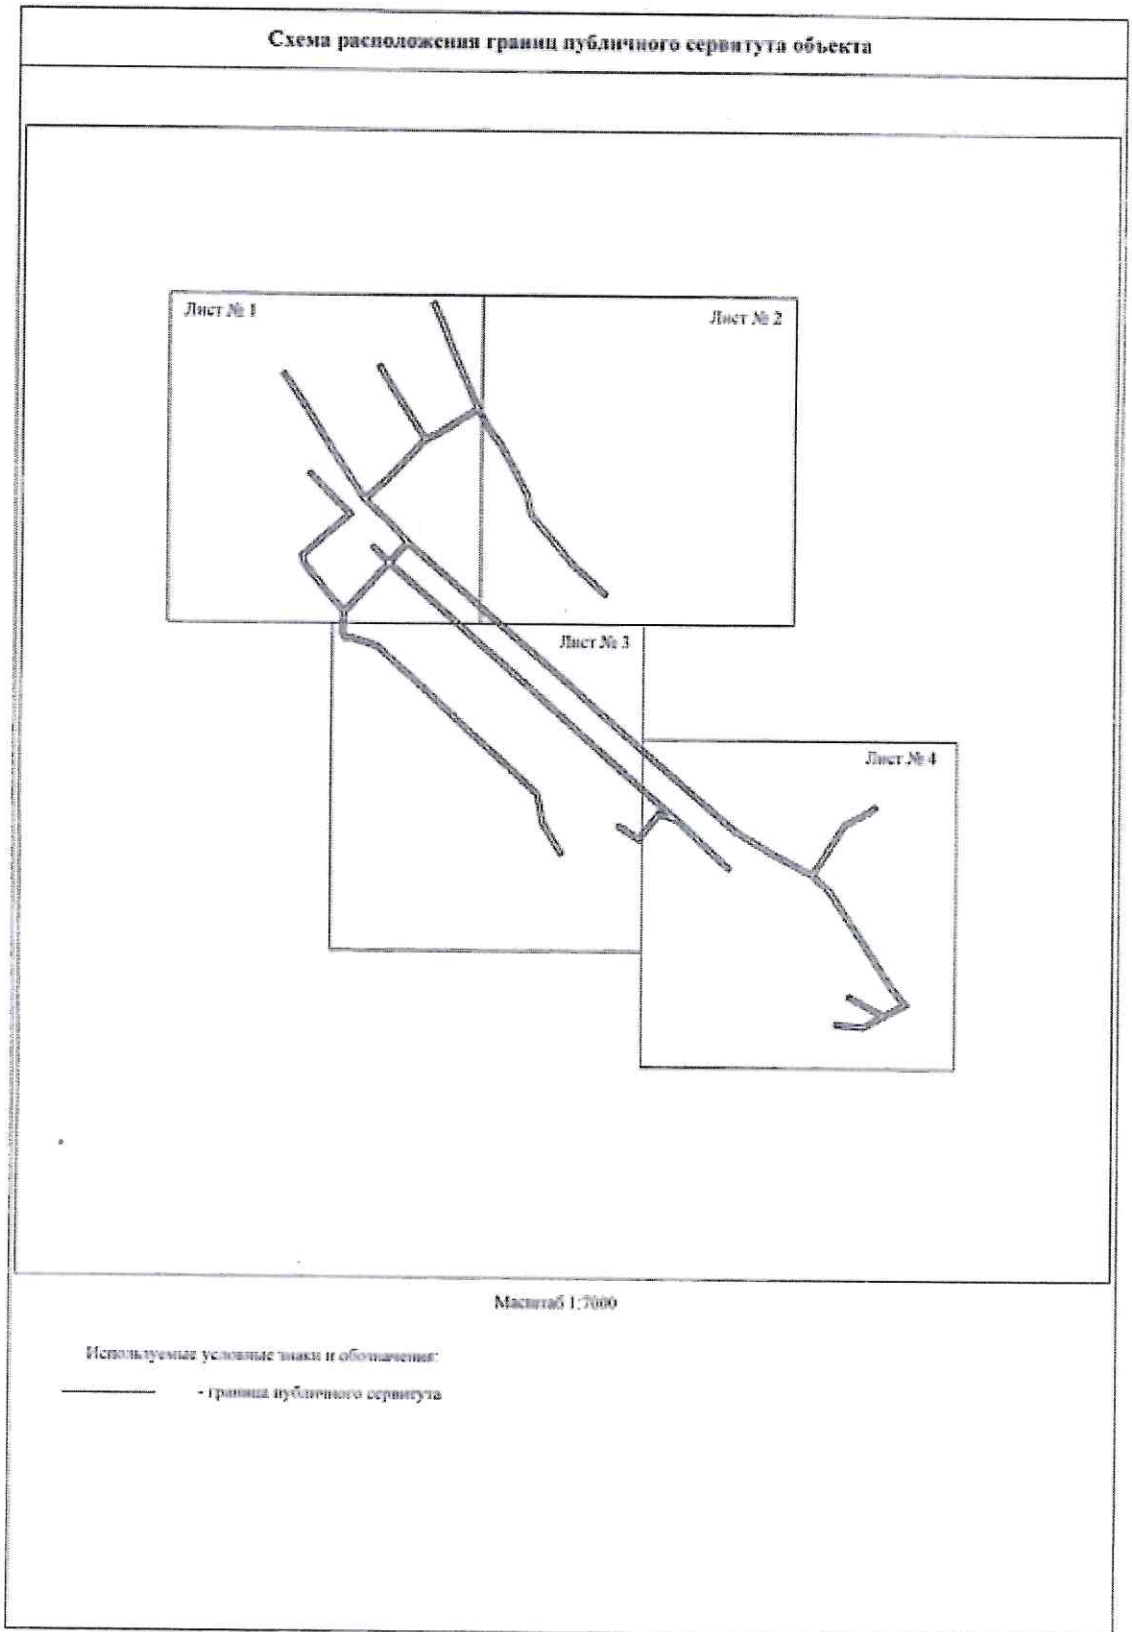 Схема расположения границ публичного сервитута объекта
Лист № 1
Лист № 2
Лист № 3
Лист № 4
Масштаб 1:7000
Используемые условные знаки и обозначения:
- граница публичного сервитута